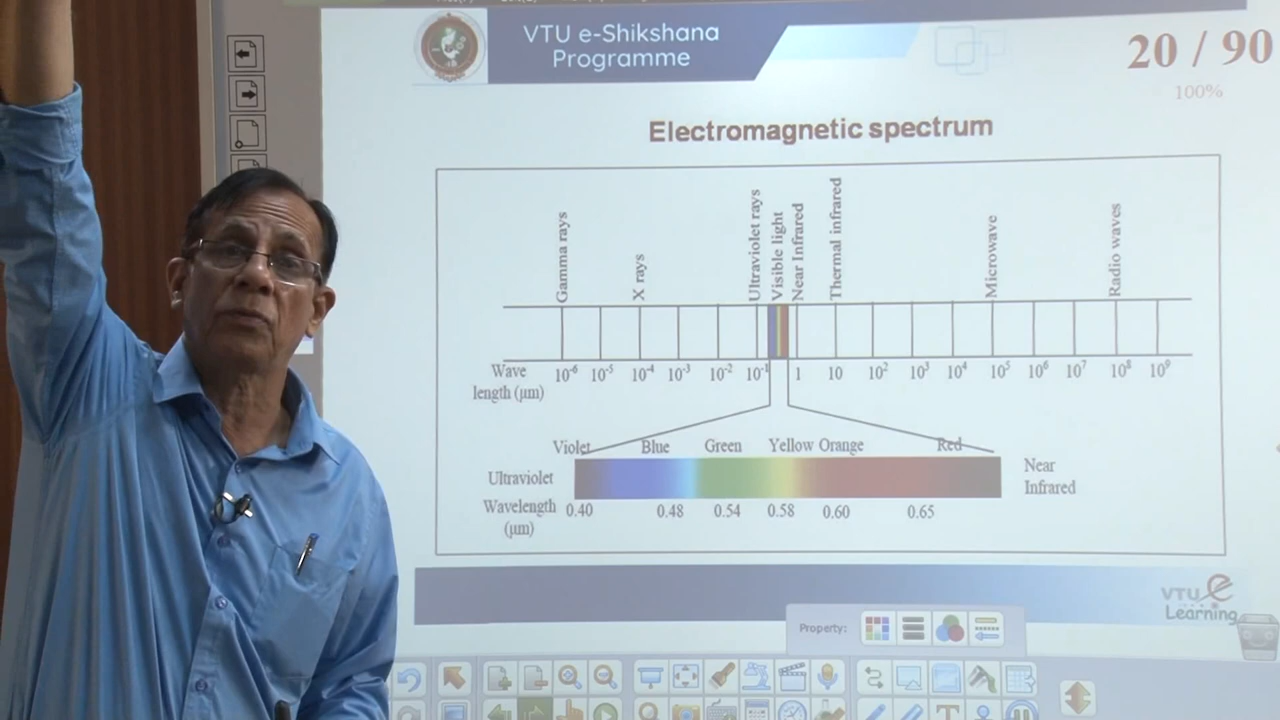 VTU e-Shikshana
Programme
20 / 90
100%
Electromagnetic spectrum
Gamma rays
X rays
Ultraviolet rays
Visible light
Near Infrared
Thermal infrared
Microwave
Radio waves
Wave
length (µm)
10⁻⁶ 10⁻⁵ 10⁻⁴ 10⁻³ 10⁻² 10⁻¹ 1 10 10² 10³ 10⁴ 10⁵ 10⁶ 10⁷ 10⁸ 10⁹
Violet Blue Green Yellow Orange Red
Ultraviolet
Near
Infrared
Wavelength
(µm)
0.40 0.48 0.54 0.58 0.60 0.65
VTU e
Learning
Property: